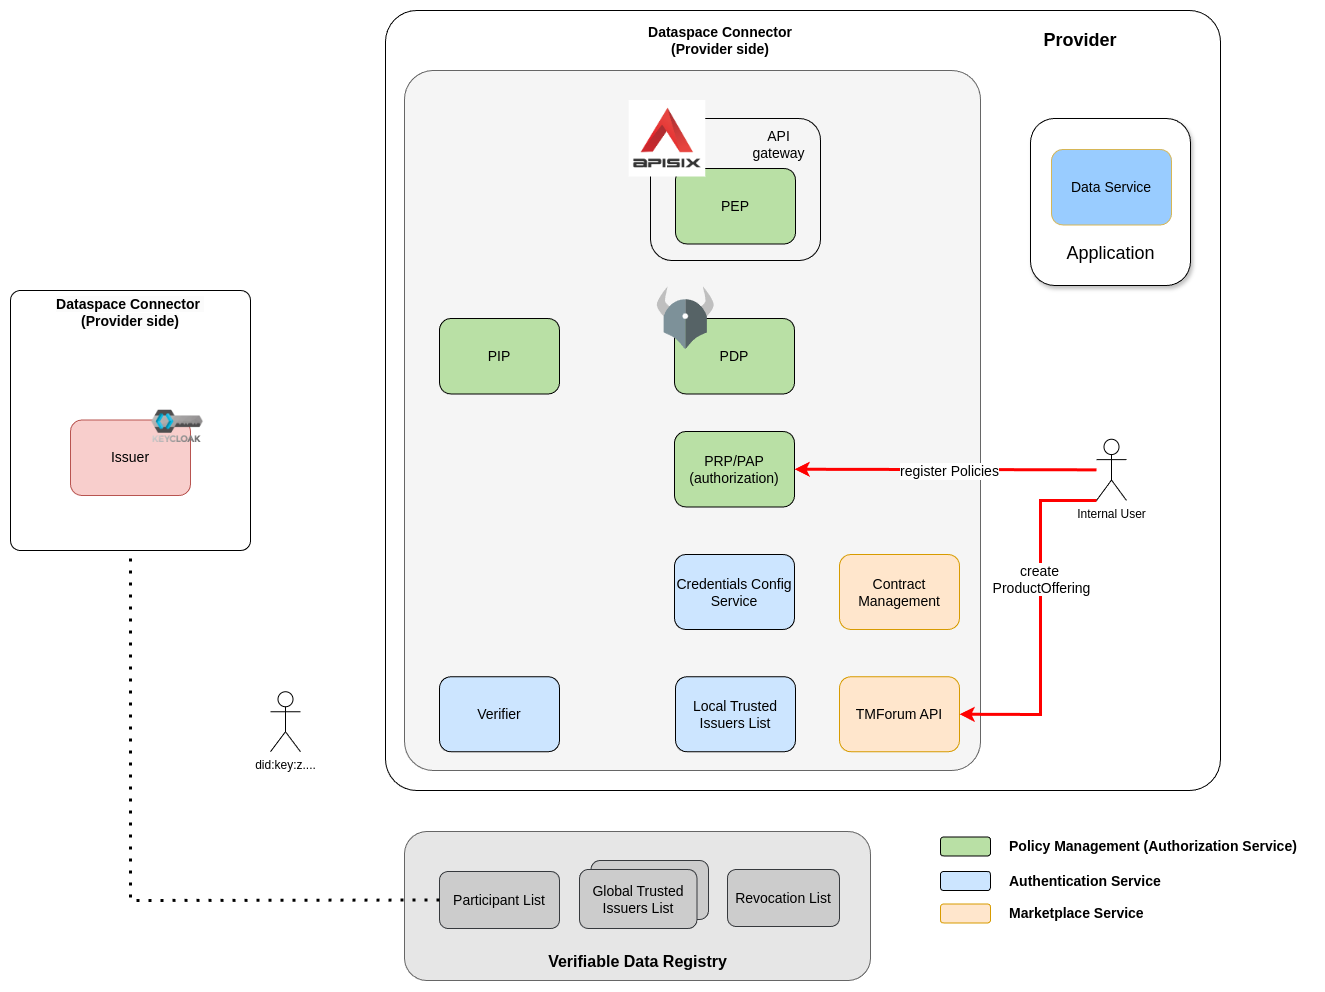 Dataspace Connector
(Provider side)
Provider
APISIX
API
gateway
PEP
Data Service
Application
Dataspace Connector
(Provider side)
PIP
PDP
KEYCLOAK
Issuer
PRP/PAP
(authorization)
register Policies
Internal User
create
ProductOffering
Credentials Config
Service
Contract
Management
Verifier
Local Trusted
Issuers List
TMForum API
did:key:z....
Participant List
Global Trusted
Issuers List
Revocation List
Verifiable Data Registry
Policy Management (Authorization Service)
Authentication Service
Marketplace Service